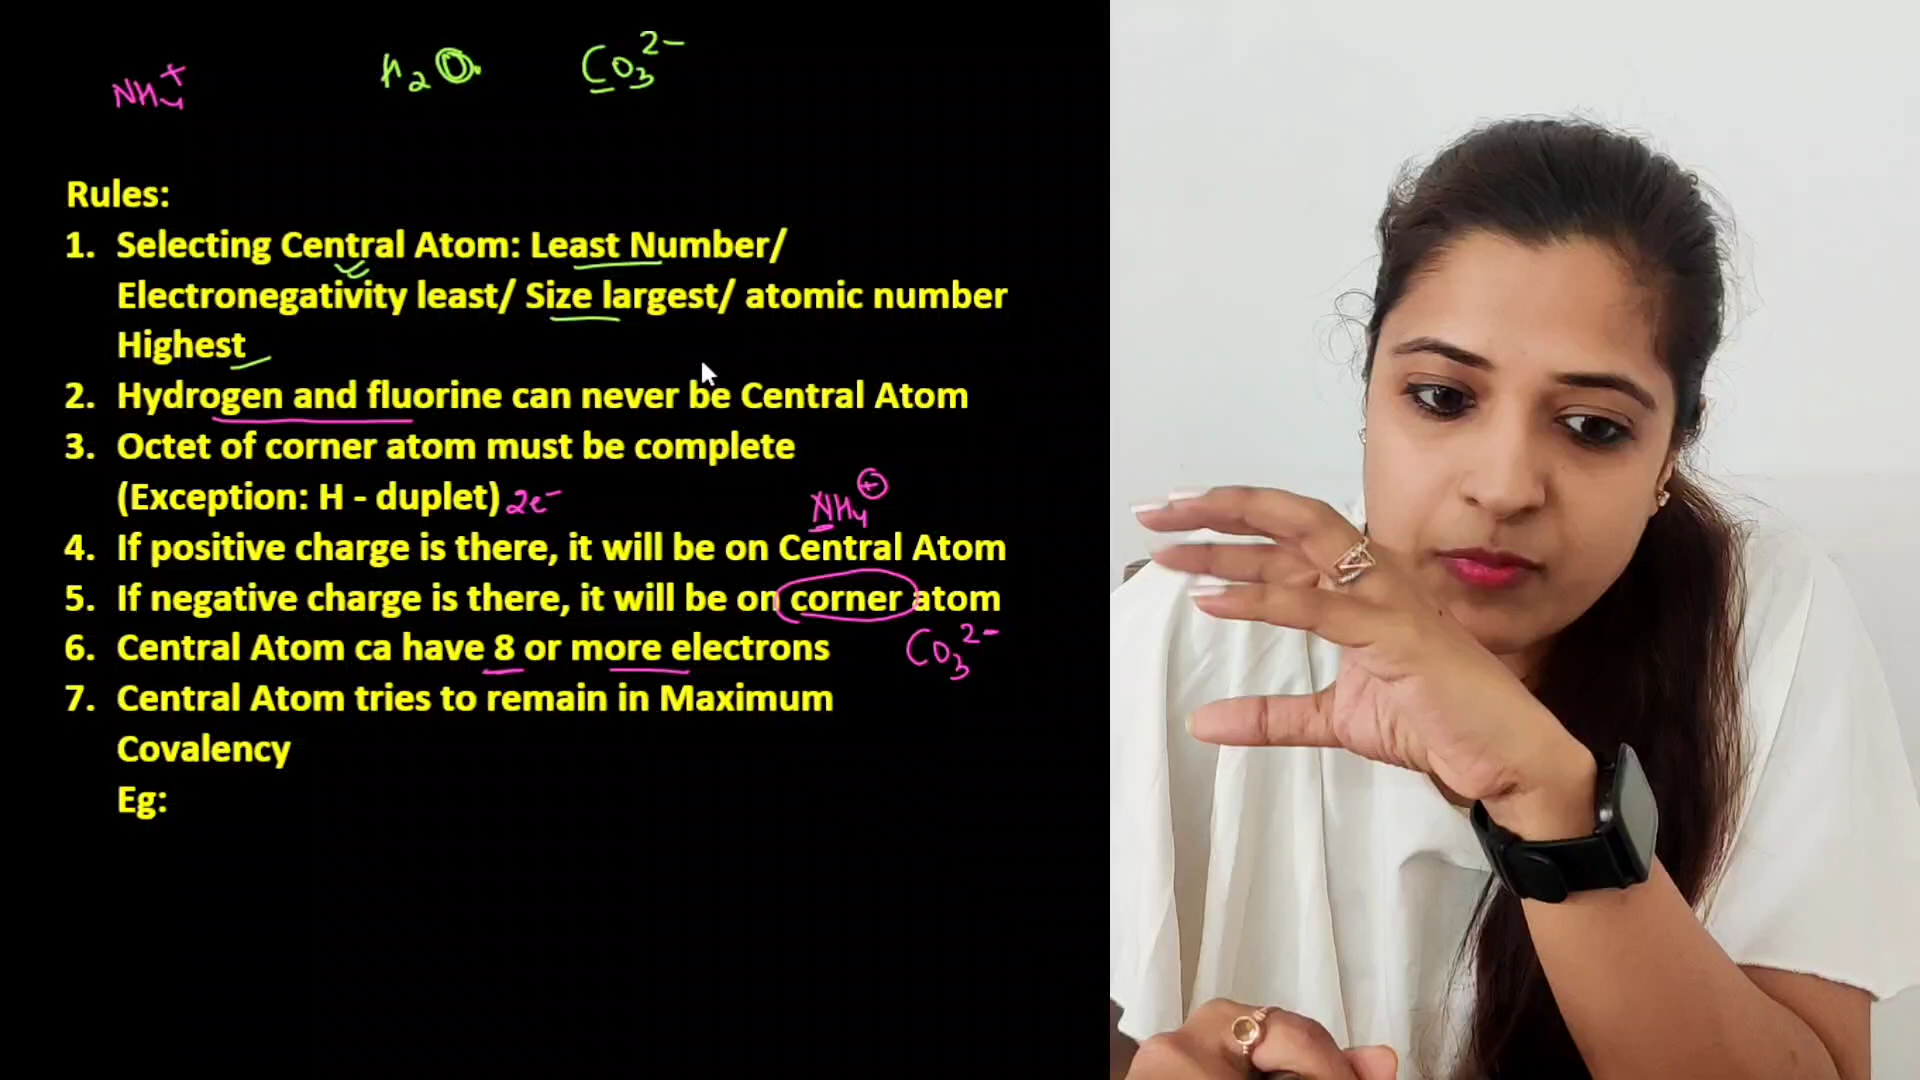 NH4+ H2O CO3 2−
Rules:
1. Selecting Central Atom: Least Number/
Electronegativity least/ Size largest/ atomic number
Highest
2. Hydrogen and fluorine can never be Central Atom
3. Octet of corner atom must be complete
(Exception: H - duplet) 2e− NH4+
4. If positive charge is there, it will be on Central Atom
5. If negative charge is there, it will be on corner atom
6. Central Atom ca have 8 or more electrons CO3 2−
7. Central Atom tries to remain in Maximum
Covalency
Eg: